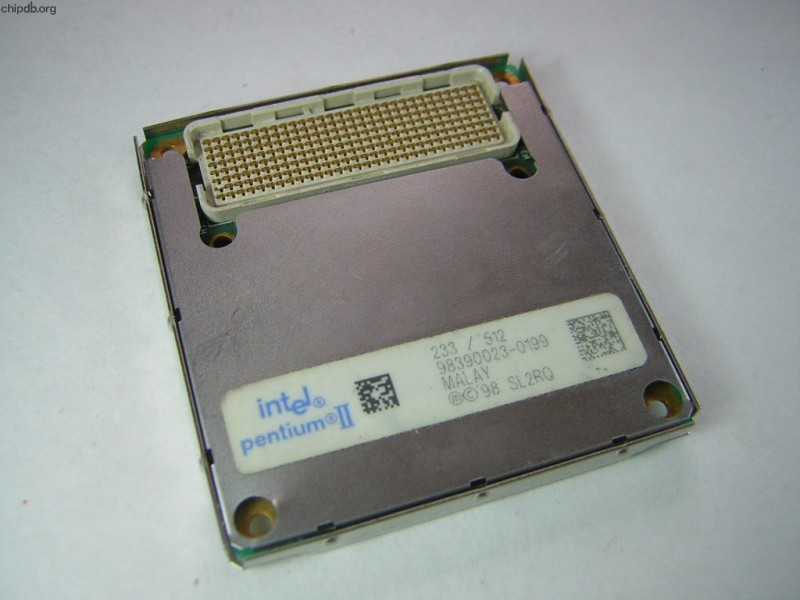 chipdb.org
intel®
pentium®II
233 / 512
98390023-0199
MALAY
ⓜ©'98 SL2RQ